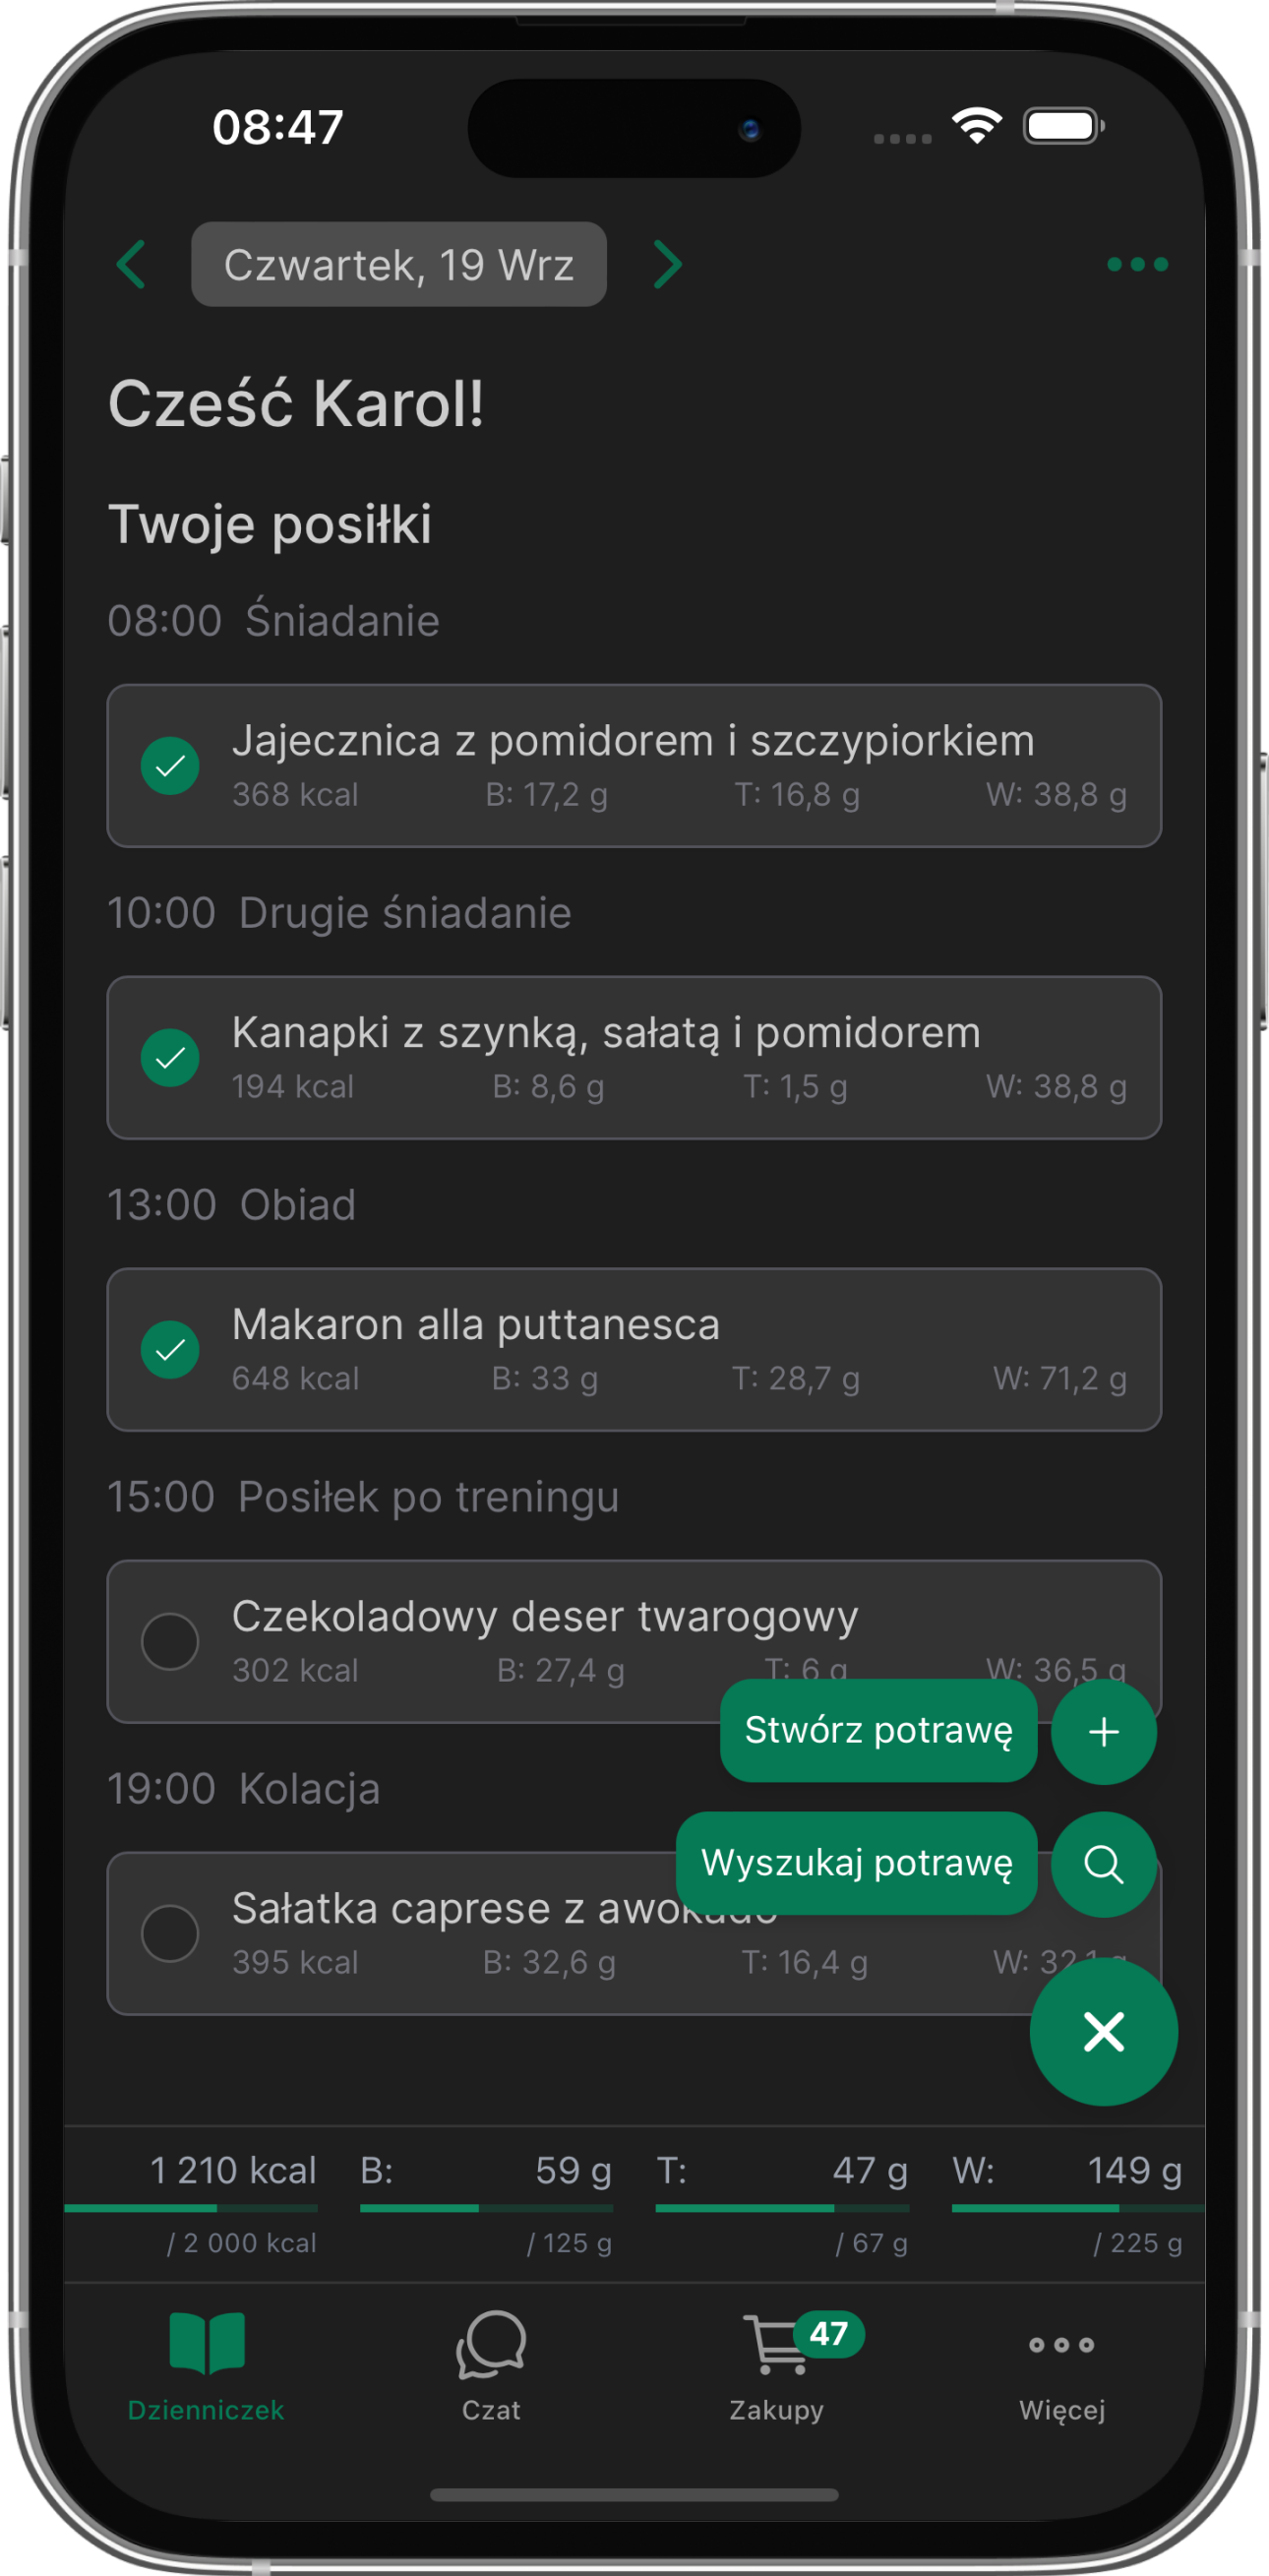 08:47
Czwartek, 19 Wrz
Cześć Karol!
Twoje posiłki
08:00 Śniadanie
Jajecznica z pomidorem i szczypiorkiem
368 kcal B: 17,2 g T: 16,8 g W: 38,8 g
10:00 Drugie śniadanie
Kanapki z szynką, sałatą i pomidorem
194 kcal B: 8,6 g T: 1,5 g W: 38,8 g
13:00 Obiad
Makaron alla puttanesca
648 kcal B: 33 g T: 28,7 g W: 71,2 g
15:00 Posiłek po treningu
Czekoladowy deser twarogowy
302 kcal B: 27,4 g T: 6 g W: 36,5 g
Stwórz potrawę
19:00 Kolacja
Wyszukaj potrawę
Sałatka caprese z awokado
395 kcal B: 32,6 g T: 16,4 g W: 32,1 g
1 210 kcal B: 59 g T: 47 g W: 149 g
/ 2 000 kcal / 125 g / 67 g / 225 g
47
Dzienniczek Czat Zakupy Więcej